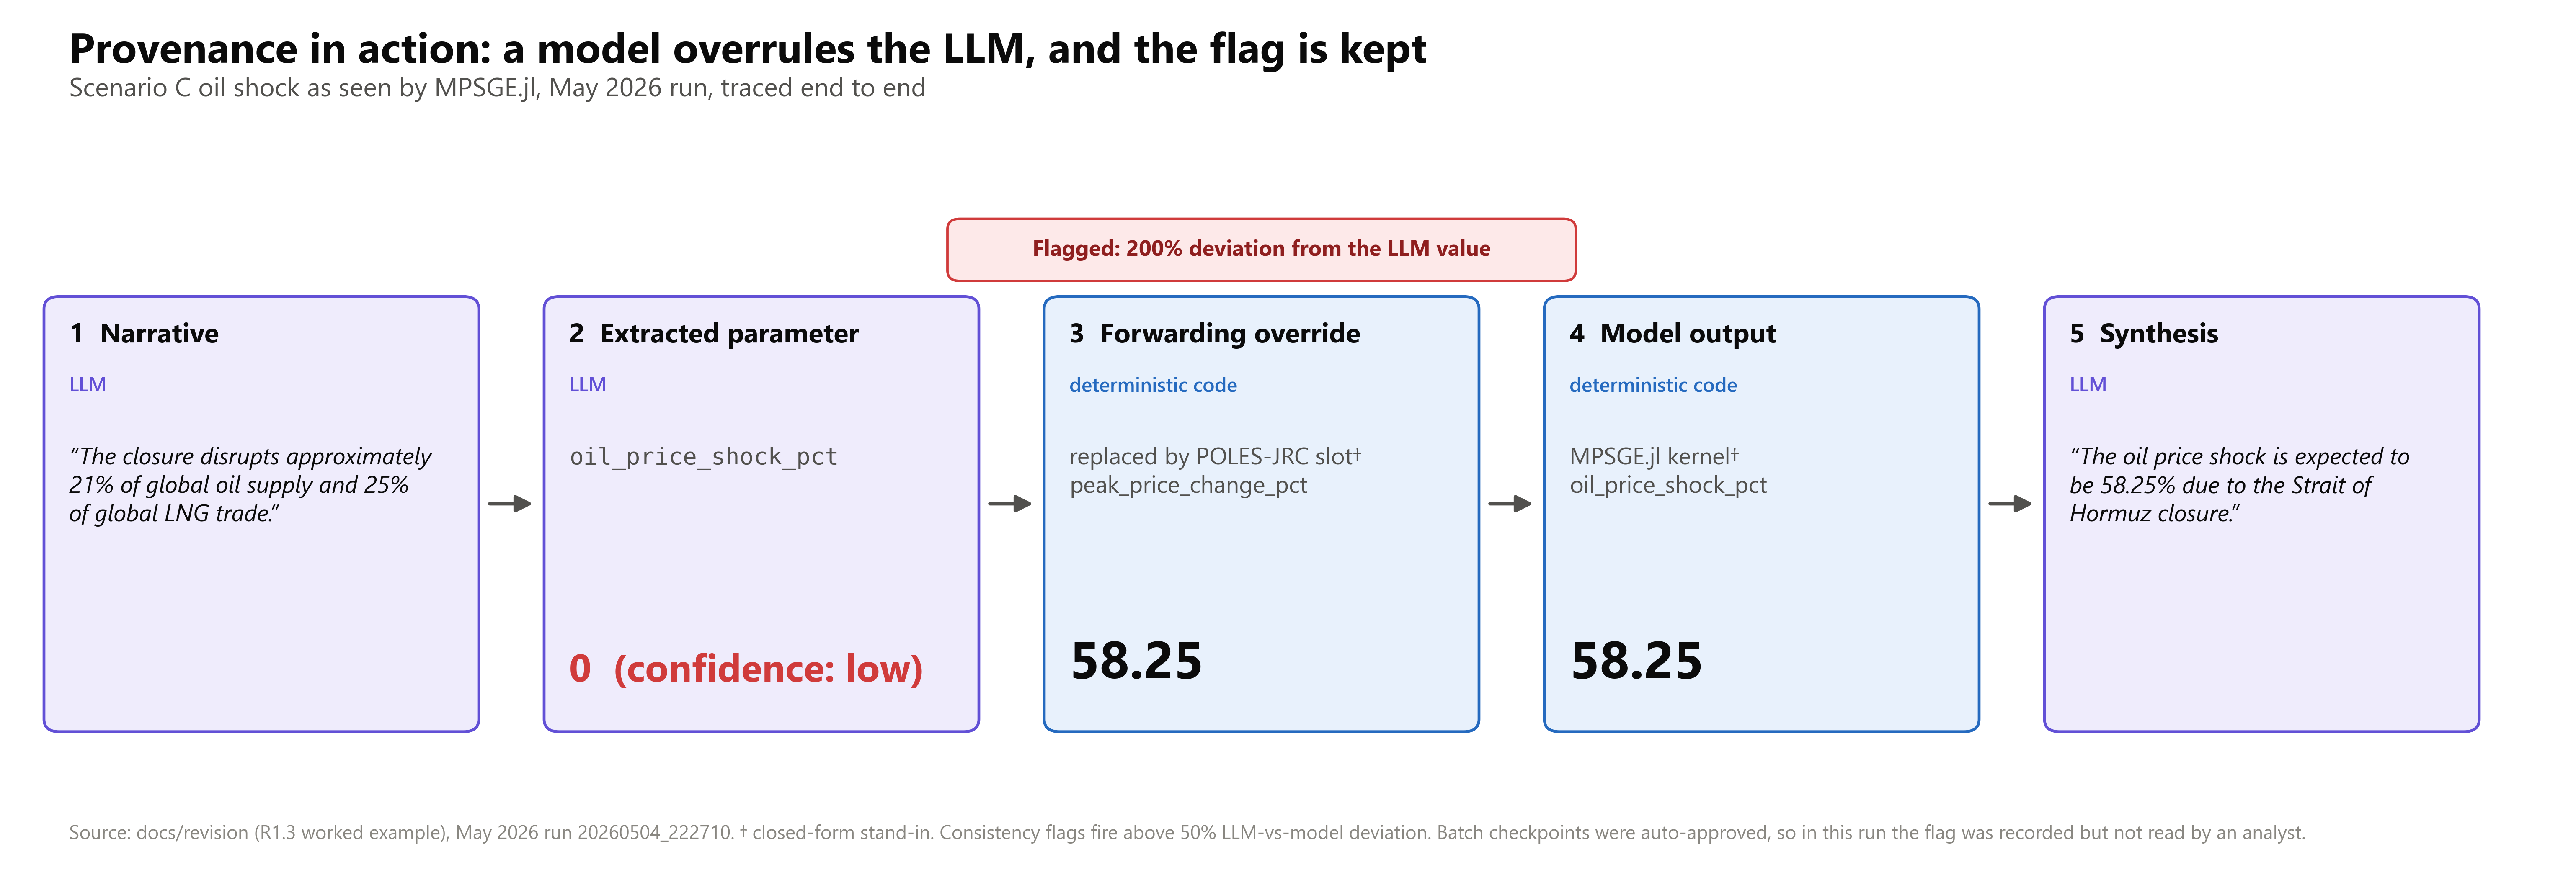 Provenance in action: a model overrules the LLM, and the flag is kept
Scenario C oil shock as seen by MPSGE.jl, May 2026 run, traced end to end
Flagged: 200% deviation from the LLM value
1 Narrative
LLM
“The closure disrupts approximately
21% of global oil supply and 25%
of global LNG trade.”
2 Extracted parameter
LLM
oil_price_shock_pct
0 (confidence: low)
3 Forwarding override
deterministic code
replaced by POLES-JRC slot†
peak_price_change_pct
58.25
4 Model output
deterministic code
MPSGE.jl kernel†
oil_price_shock_pct
58.25
5 Synthesis
LLM
“The oil price shock is expected to
be 58.25% due to the Strait of
Hormuz closure.”
Source: docs/revision (R1.3 worked example), May 2026 run 20260504_222710. † closed-form stand-in. Consistency flags fire above 50% LLM-vs-model deviation. Batch checkpoints were auto-approved, so in this run the flag was recorded but not read by an analyst.